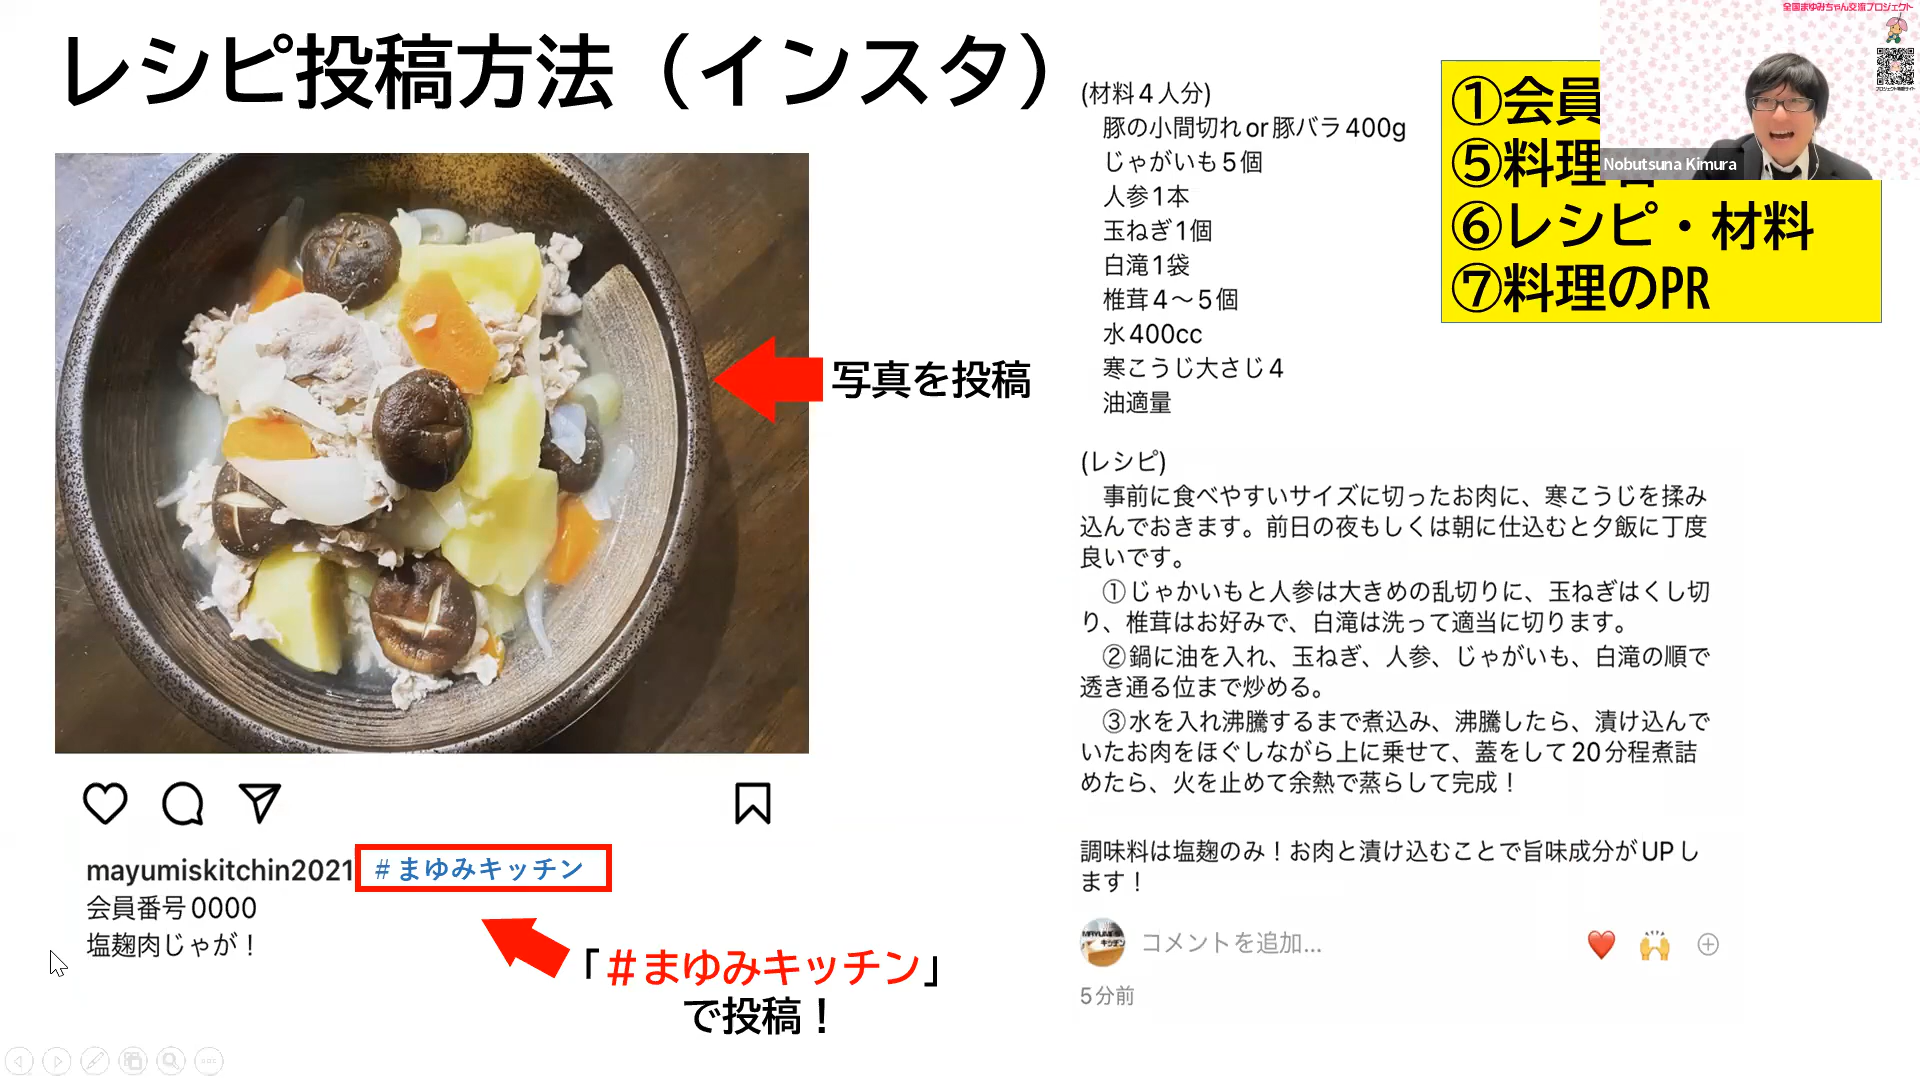 レシピ投稿方法（インスタ）
全国まゆみちゃん交流プロジェクト
Nobutsuna Kimura
①会員
⑤料理
⑥レシピ・材料
⑦料理のPR
写真を投稿
mayumiskitchin2021 #まゆみキッチン
会員番号0000
塩麹肉じゃが！
「#まゆみキッチン」
で投稿！
(材料４人分)
豚の小間切れor豚バラ400g
じゃがいも５個
人参1本
玉ねぎ1個
白滝1袋
椎茸４〜５個
水400cc
寒こうじ大さじ４
油適量
(レシピ)
事前に食べやすいサイズに切ったお肉に、寒こうじを揉み
込んでおきます。前日の夜もしくは朝に仕込むと夕飯に丁度
良いです。
①じゃかいもと人参は大きめの乱切りに、玉ねぎはくし切
り、椎茸はお好みで、白滝は洗って適当に切ります。
②鍋に油を入れ、玉ねぎ、人参、じゃがいも、白滝の順で
透き通る位まで炒める。
③水を入れ沸騰するまで煮込み、沸騰したら、漬け込んで
いたお肉をほぐしながら上に乗せて、蓋をして20分程煮詰
めたら、火を止めて余熱で蒸らして完成！
調味料は塩麹のみ！お肉と漬け込むことで旨味成分がUPし
ます！
コメントを追加...
5分前